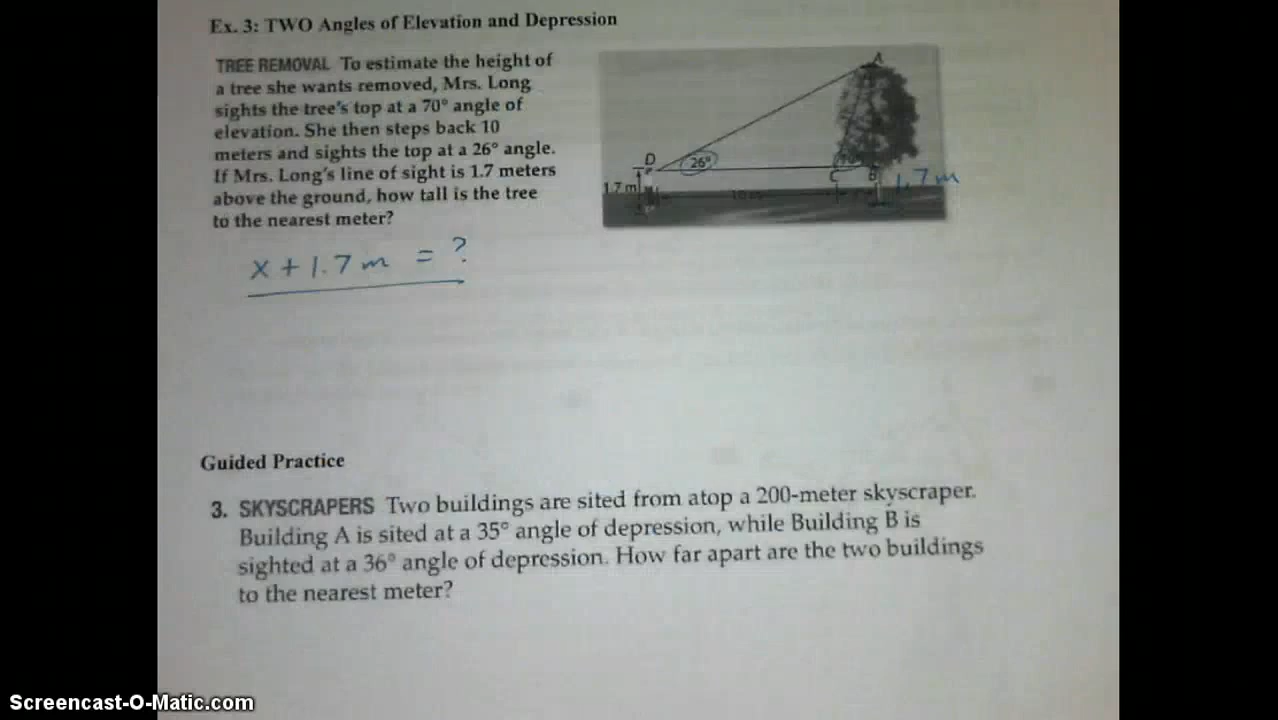 Ex. 3: TWO Angles of Elevation and Depression
TREE REMOVAL To estimate the height of
a tree she wants removed, Mrs. Long
sights the tree's top at a 70° angle of
elevation. She then steps back 10
meters and sights the top at a 26° angle.
If Mrs. Long's line of sight is 1.7 meters
above the ground, how tall is the tree
to the nearest meter?
A
D
26°
C
B
1.7 m
1.7 m
x + 1.7 m = ?
Guided Practice
3. SKYSCRAPERS Two buildings are sited from atop a 200-meter skyscraper.
Building A is sited at a 35° angle of depression, while Building B is
sighted at a 36° angle of depression. How far apart are the two buildings
to the nearest meter?
Screencast-O-Matic.com